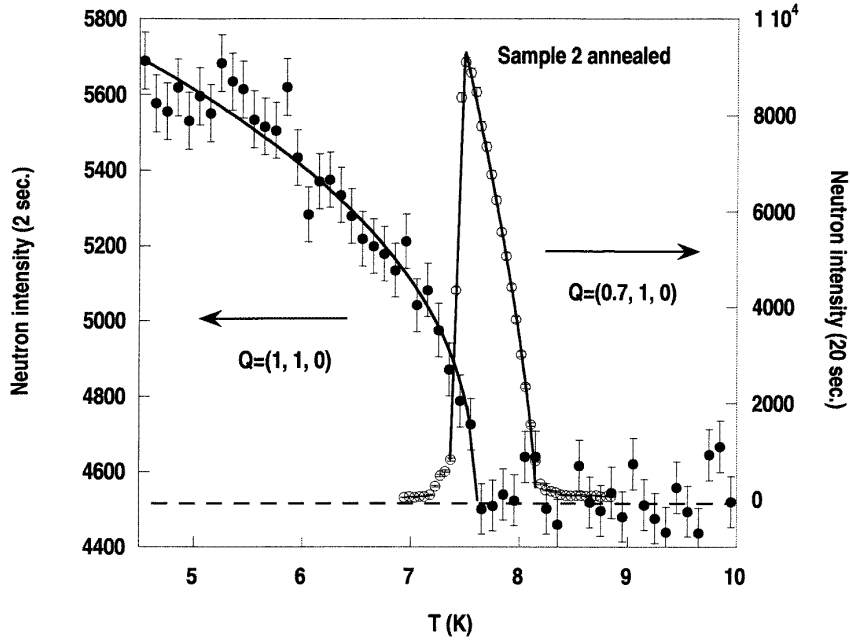 5800
5600
5400
5200
5000
4800
4600
4400
Neutron intensity (2 sec.)
1 10⁴
8000
6000
4000
2000
0
Neutron intensity (20 sec.)
Sample 2 annealed
Q=(0.7, 1, 0)
Q=(1, 1, 0)
5 6 7 8 9 10
T (K)